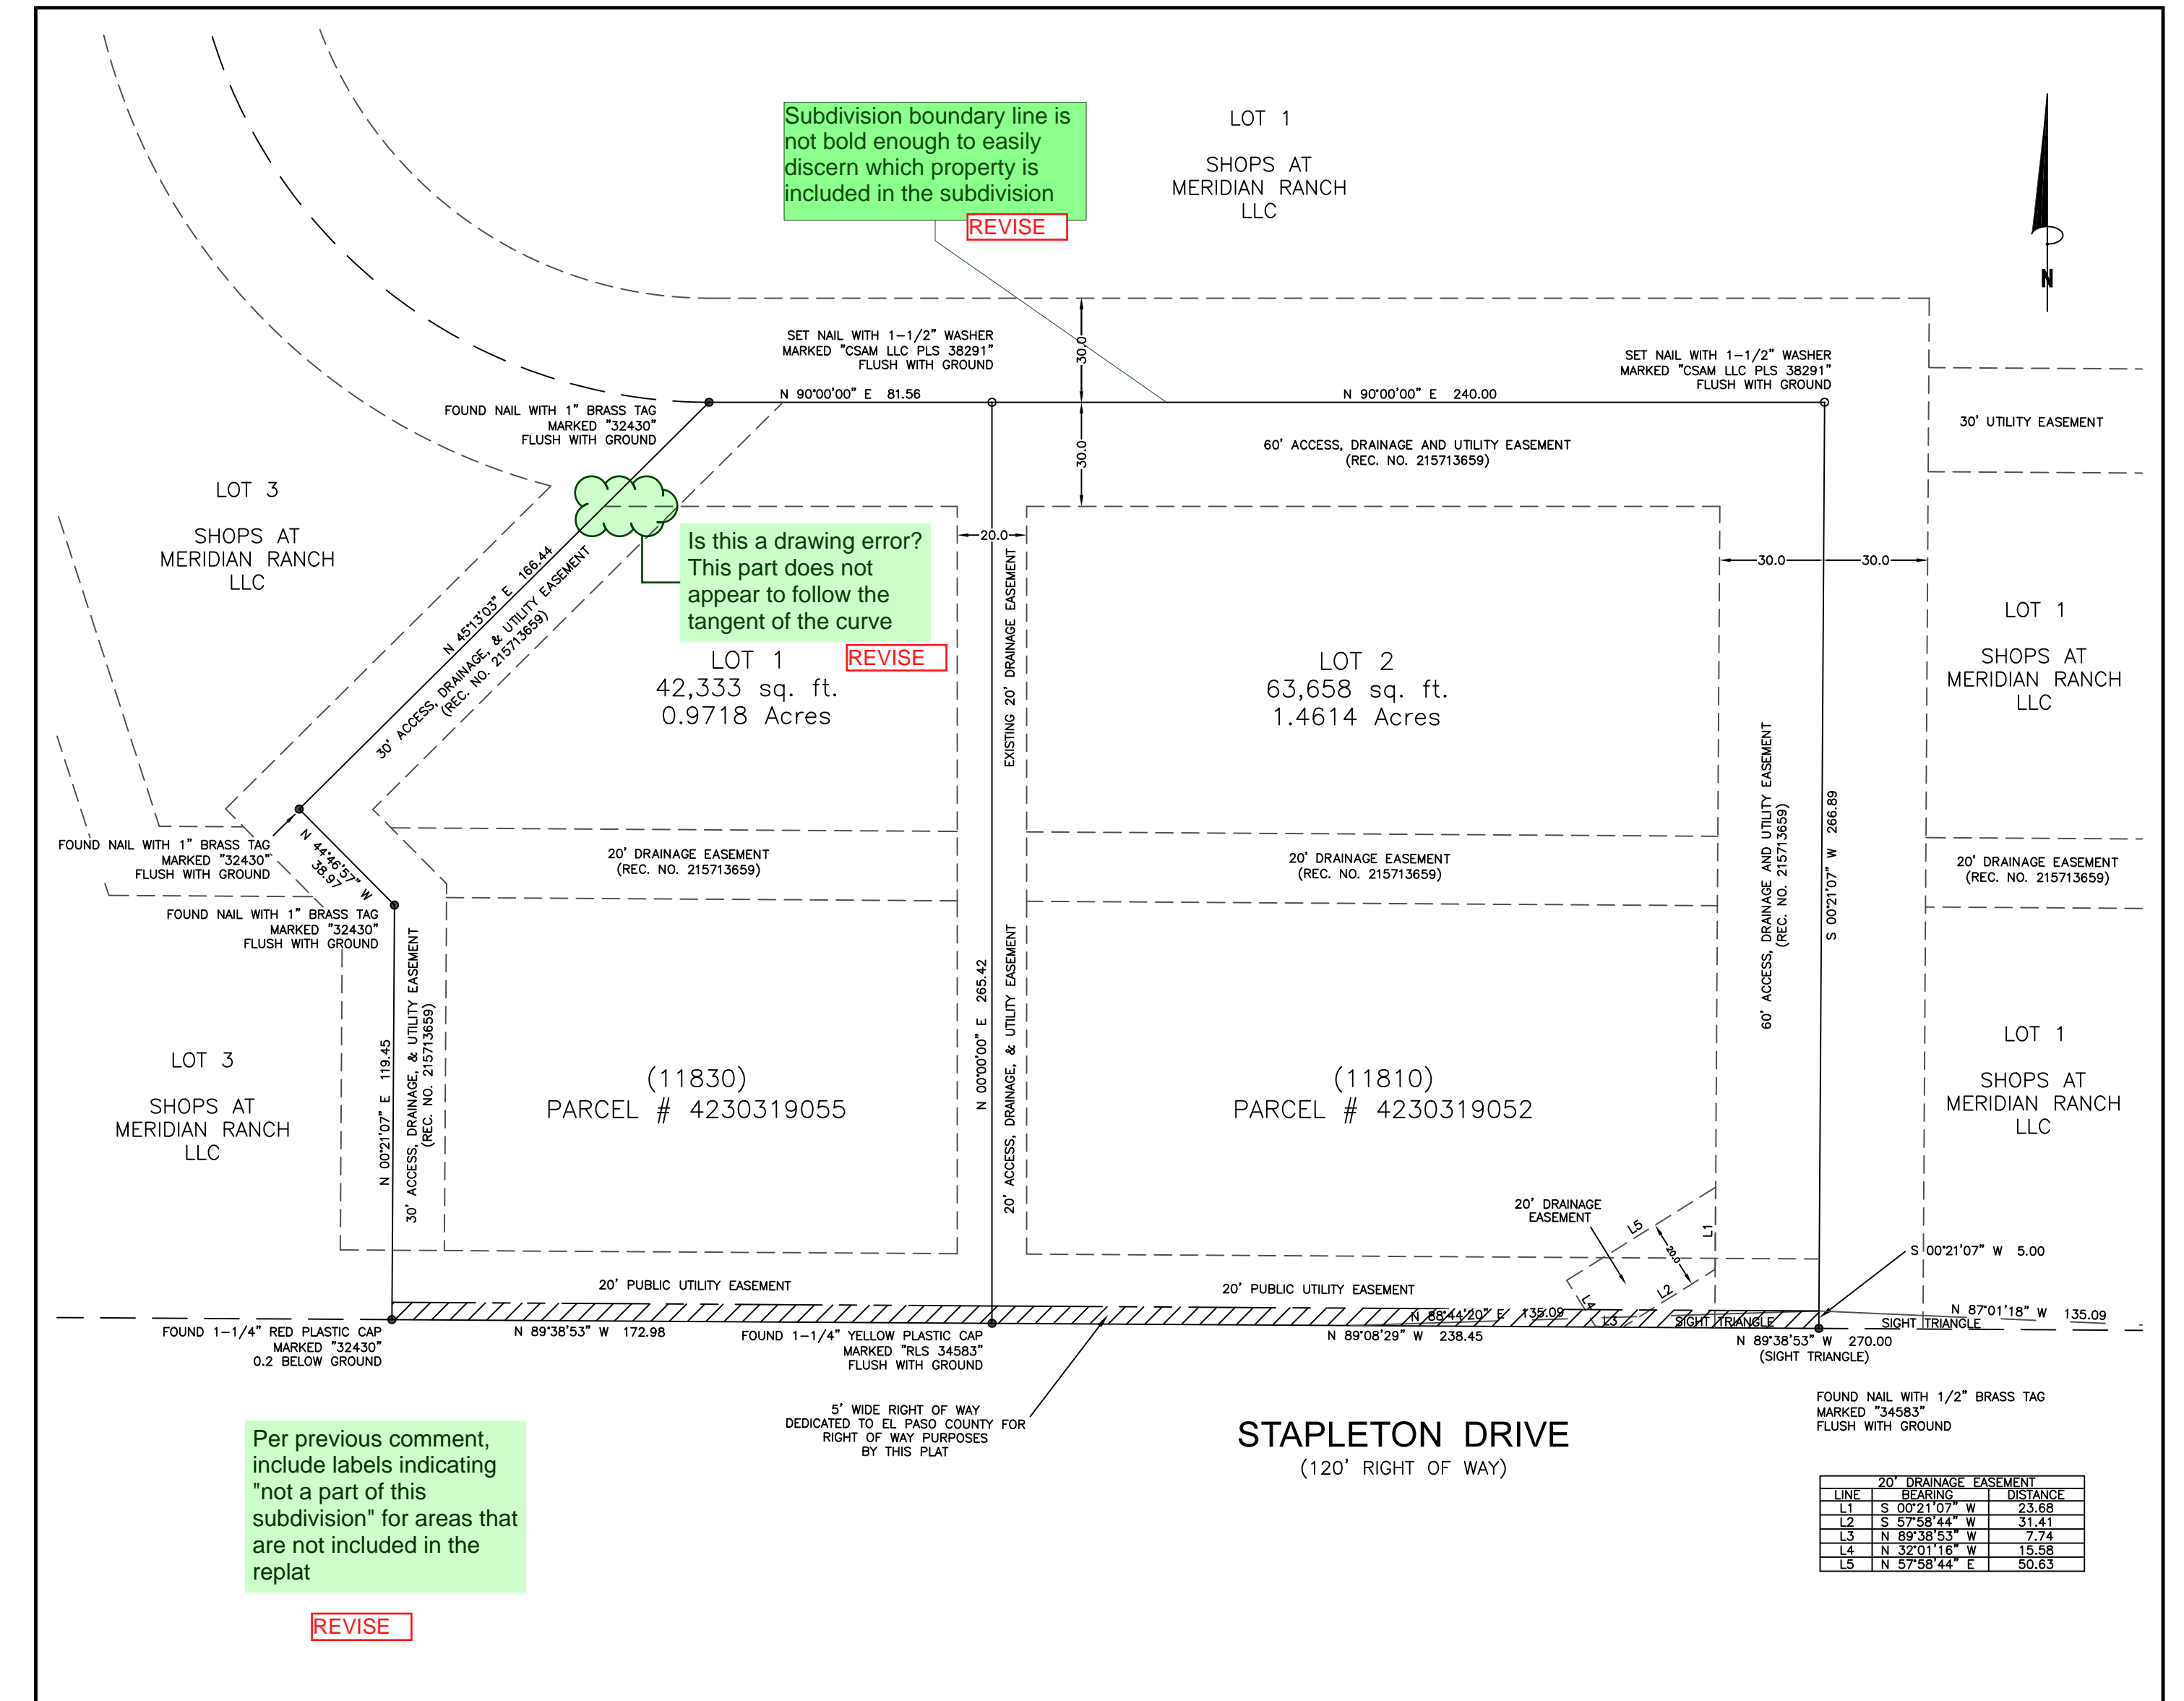 Subdivision boundary line is
not bold enough to easily
discern which property is
included in the subdivision
REVISE
LOT 1
SHOPS AT
MERIDIAN RANCH
LLC
N
SET NAIL WITH 1-1/2" WASHER
MARKED "CSAM LLC PLS 38291"
FLUSH WITH GROUND
30.0
SET NAIL WITH 1-1/2" WASHER
MARKED "CSAM LLC PLS 38291"
FLUSH WITH GROUND
N 90°00'00" E 81.56
N 90°00'00" E 240.00
FOUND NAIL WITH 1" BRASS TAG
MARKED "32430"
FLUSH WITH GROUND
30.0
60' ACCESS, DRAINAGE AND UTILITY EASEMENT
(REC. NO. 215713659)
30' UTILITY EASEMENT
LOT 3
SHOPS AT
MERIDIAN RANCH
LLC
Is this a drawing error?
This part does not
appear to follow the
tangent of the curve
REVISE
20.0
30.0
30.0
N 45°13'03" E 166.44
30' ACCESS, DRAINAGE, & UTILITY EASEMENT
(REC. NO. 215713659)
EXISTING 20' DRAINAGE EASEMENT
LOT 1
42,333 sq. ft.
0.9718 Acres
LOT 2
63,658 sq. ft.
1.4614 Acres
LOT 1
SHOPS AT
MERIDIAN RANCH
LLC
60' ACCESS, DRAINAGE AND UTILITY EASEMENT
(REC. NO. 215713659)
S 00°21'07" W 266.89
FOUND NAIL WITH 1" BRASS TAG
MARKED "32430"
FLUSH WITH GROUND
N 44°46'57" W
38.97
20' DRAINAGE EASEMENT
(REC. NO. 215713659)
20' DRAINAGE EASEMENT
(REC. NO. 215713659)
20' DRAINAGE EASEMENT
(REC. NO. 215713659)
FOUND NAIL WITH 1" BRASS TAG
MARKED "32430"
FLUSH WITH GROUND
N 00°21'07" E 119.45
30' ACCESS, DRAINAGE, & UTILITY EASEMENT
(REC. NO. 215713659)
N 00°00'00" E 265.42
20' ACCESS, DRAINAGE, & UTILITY EASEMENT
LOT 3
SHOPS AT
MERIDIAN RANCH
LLC
(11830)
PARCEL # 4230319055
(11810)
PARCEL # 4230319052
LOT 1
SHOPS AT
MERIDIAN RANCH
LLC
20' DRAINAGE
EASEMENT
L5
L1
20.0
L2
L4
L3
S 00°21'07" W 5.00
20' PUBLIC UTILITY EASEMENT
20' PUBLIC UTILITY EASEMENT
N 88°44'20" E 135.09
SIGHT TRIANGLE
SIGHT TRIANGLE
N 87°01'18" W 135.09
FOUND 1-1/4" RED PLASTIC CAP
MARKED "32430"
0.2 BELOW GROUND
N 89°38'53" W 172.98
FOUND 1-1/4" YELLOW PLASTIC CAP
MARKED "RLS 34583"
FLUSH WITH GROUND
N 89°08'29" W 238.45
N 89°38'53" W 270.00
(SIGHT TRIANGLE)
5' WIDE RIGHT OF WAY
DEDICATED TO EL PASO COUNTY FOR
RIGHT OF WAY PURPOSES
BY THIS PLAT
STAPLETON DRIVE
(120' RIGHT OF WAY)
FOUND NAIL WITH 1/2" BRASS TAG
MARKED "34583"
FLUSH WITH GROUND
Per previous comment,
include labels indicating
"not a part of this
subdivision" for areas that
are not included in the
replat
REVISE
20' DRAINAGE EASEMENT
LINE BEARING DISTANCE
L1 S 00°21'07" W 23.68
L2 S 57°58'44" W 31.41
L3 N 89°38'53" W 7.74
L4 N 32°01'16" W 15.58
L5 N 57°58'44" E 50.63